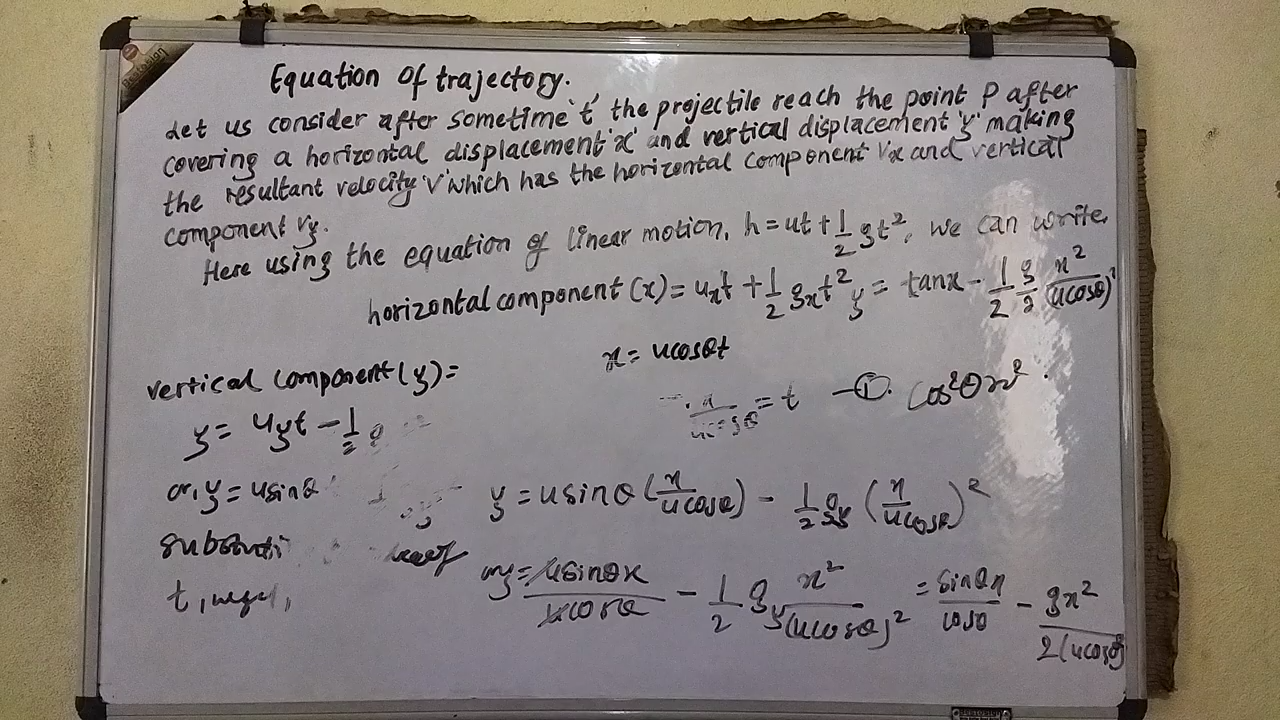 Equation of trajectory.
Let us consider after sometime 't' the projectile reach the point P after
covering a horizontal displacement 'x' and vertical displacement 'y' making
the resultant velocity 'v' which has the horizontal component Vx and vertical
component Vy.
Here using the equation of linear motion, h = ut + 1/2 gt², we can write,
horizontal component (x) = uₓt + 1/2 gₓt² y = tanx - 1/2 g/2 x²/(ucosθ)²
x = ucosθt
vertical component (y) =
x/ucosθ = t - ①. cos²θx².
y = uyt - 1/2 g
or, y = usinθ
y = usinθ (x/ucosθ) - 1/2 gy (x/ucosθ)²
t,
or y = usinθx/ucosθ - 1/2 gy x²/(ucosθ)² = sinθx/cosθ - gx²/2(ucosθ)²